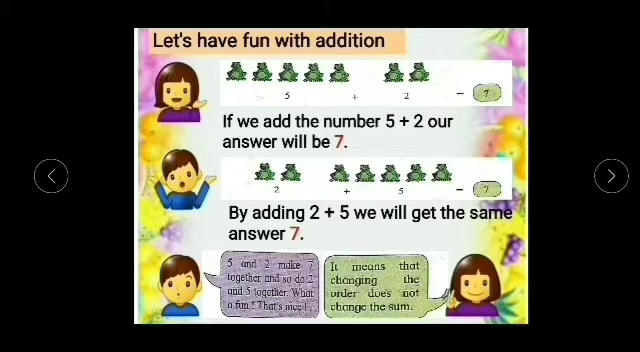 Let's have fun with addition
5 + 2 = 7
If we add the number 5 + 2 our
answer will be 7.
2 + 5 = 7
By adding 2 + 5 we will get the same
answer 7.
5 and 2 make 7
together and so do 2
and 5 together. What
a fun ! That's nice !
It means that
changing the
order does not
change the sum.